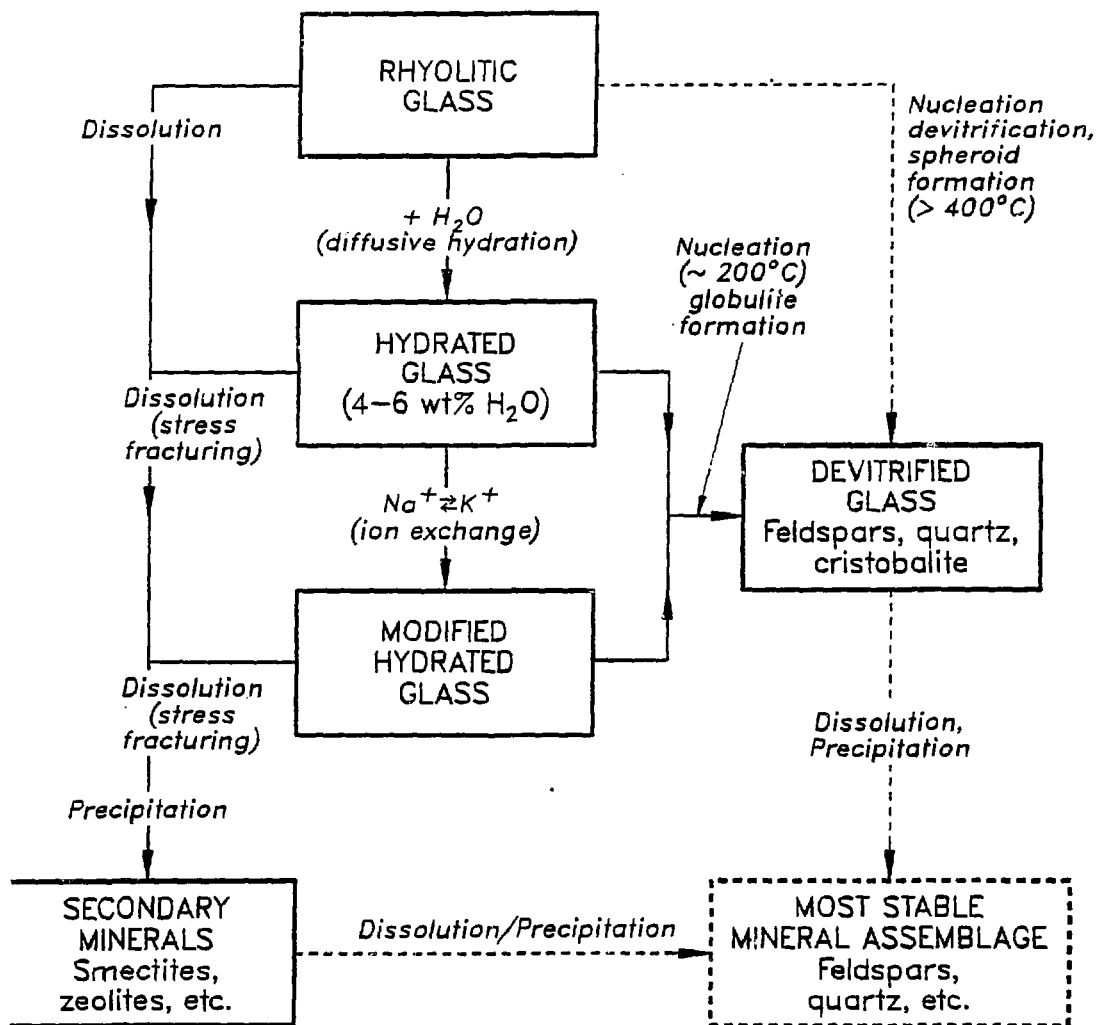 RHYOLITIC
GLASS
Dissolution
Nucleation
devitrification,
spheroid
formation
(> 400°C)
+ H₂O
(diffusive hydration)
Nucleation
(~ 200°C)
globulite
formation
HYDRATED
GLASS
(4–6 wt% H₂O)
Dissolution
(stress
fracturing)
Na⁺⇄K⁺
(ion exchange)
DEVITRIFIED
GLASS
Feldspars, quartz,
cristobalite
MODIFIED
HYDRATED
GLASS
Dissolution
(stress
fracturing)
Dissolution,
Precipitation
Precipitation
SECONDARY
MINERALS
Smectites,
zeolites, etc.
Dissolution/Precipitation
MOST STABLE
MINERAL ASSEMBLAGE
Feldspars,
quartz, etc.